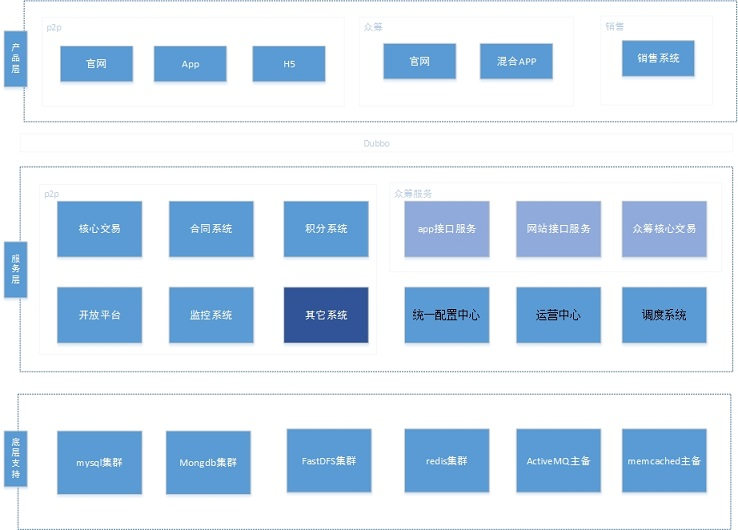 产品层
p2p
官网
App
H5
众筹
官网
混合APP
销售
销售系统
Dubbo
服务层
p2p
核心交易
合同系统
积分系统
开放平台
监控系统
其它系统
众筹服务
app接口服务
网站接口服务
众筹核心交易
统一配置中心
运营中心
调度系统
底层支持
mysql集群
Mongdb集群
FastDFS集群
redis集群
ActiveMQ主备
memcached主备